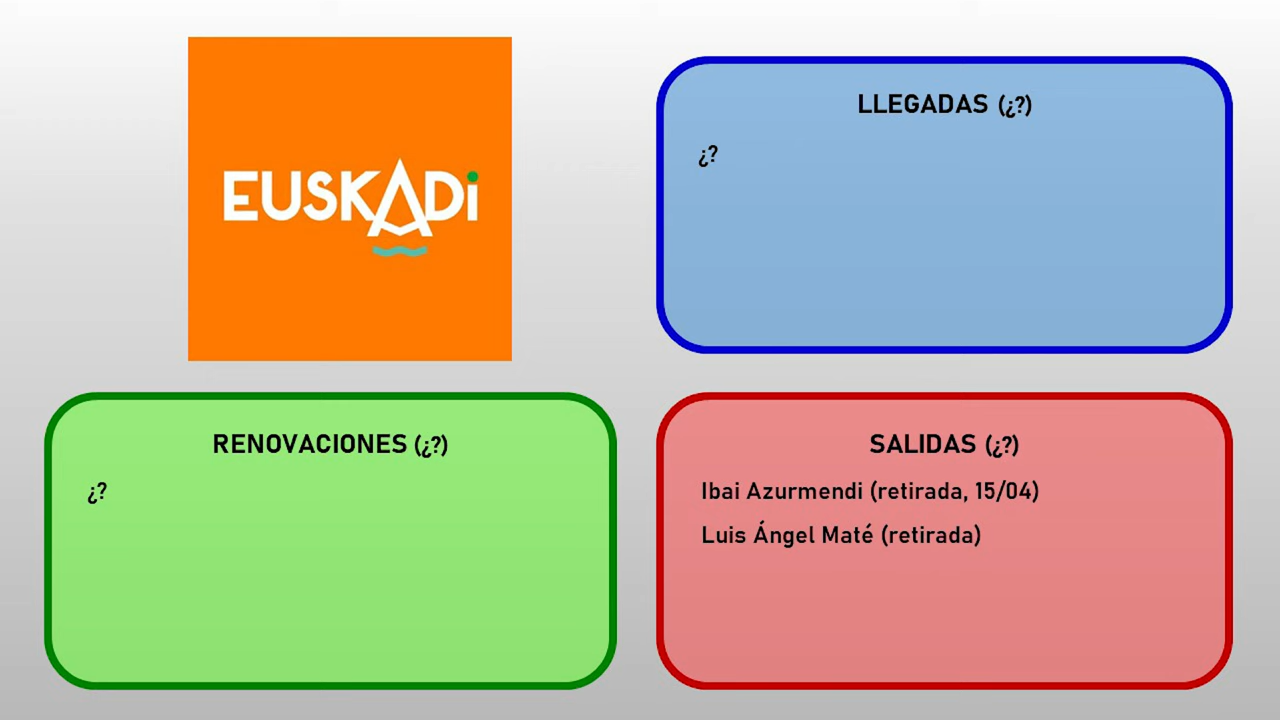 EUSKADi
LLEGADAS (¿?)
¿?
RENOVACIONES (¿?)
¿?
SALIDAS (¿?)
Ibai Azurmendi (retirada, 15/04)
Luis Ángel Maté (retirada)